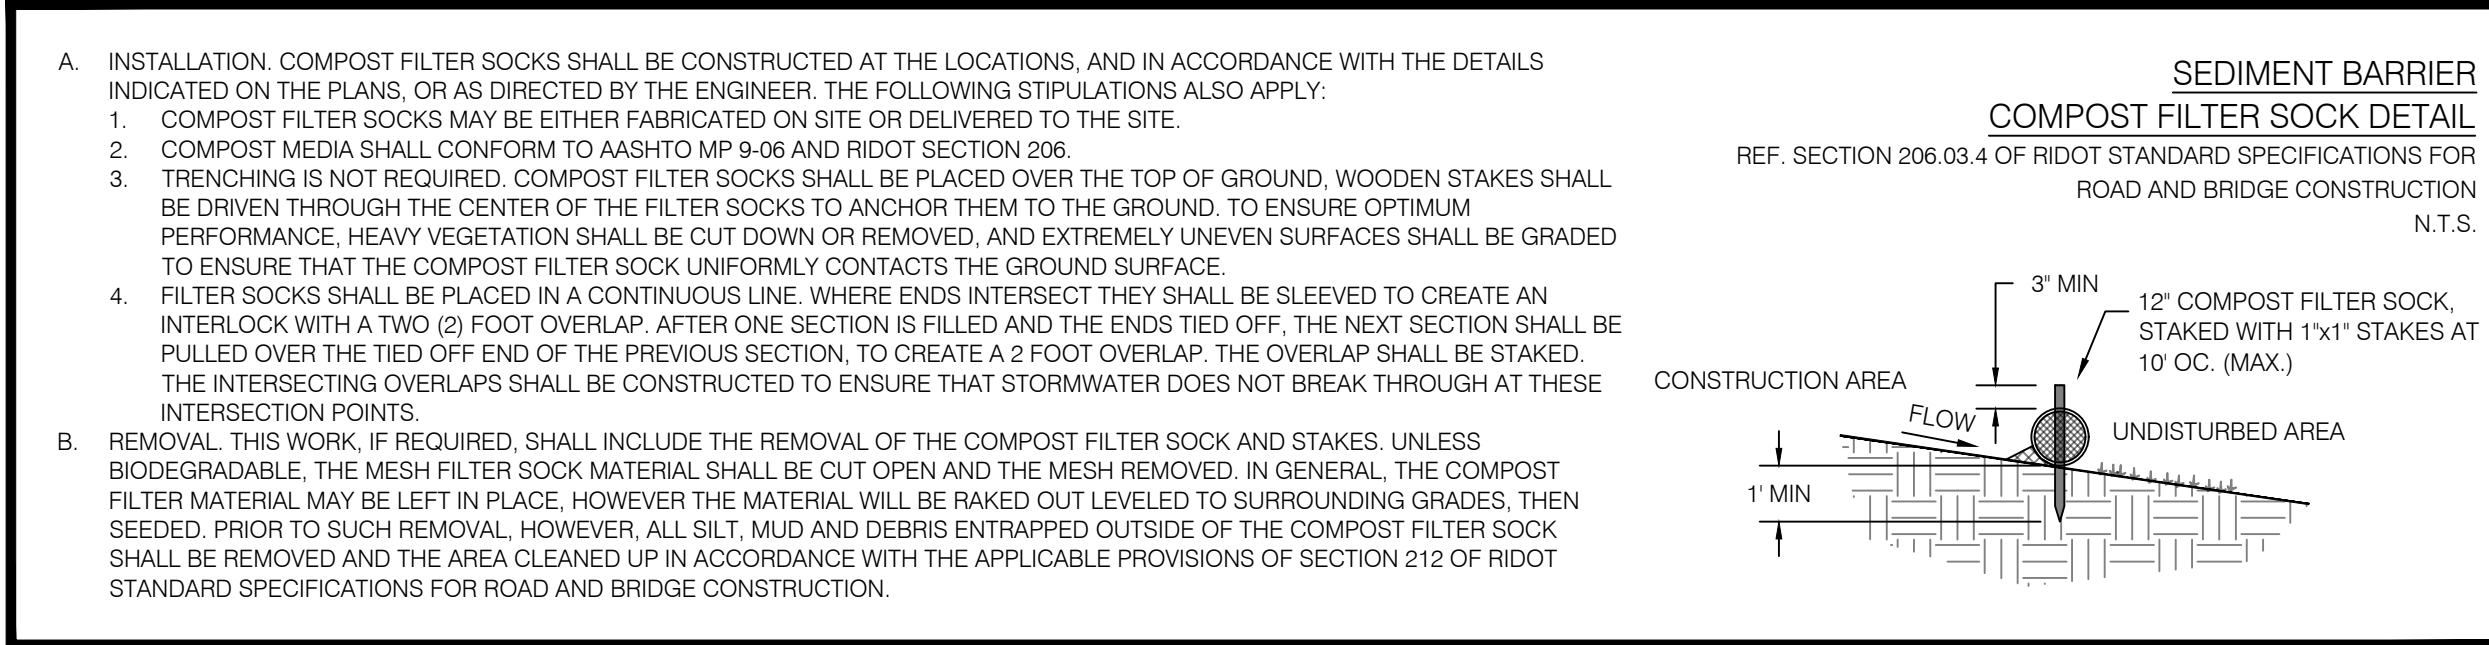 A. INSTALLATION. COMPOST FILTER SOCKS SHALL BE CONSTRUCTED AT THE LOCATIONS, AND IN ACCORDANCE WITH THE DETAILS
INDICATED ON THE PLANS, OR AS DIRECTED BY THE ENGINEER. THE FOLLOWING STIPULATIONS ALSO APPLY:
1. COMPOST FILTER SOCKS MAY BE EITHER FABRICATED ON SITE OR DELIVERED TO THE SITE.
2. COMPOST MEDIA SHALL CONFORM TO AASHTO MP 9-06 AND RIDOT SECTION 206.
3. TRENCHING IS NOT REQUIRED. COMPOST FILTER SOCKS SHALL BE PLACED OVER THE TOP OF GROUND, WOODEN STAKES SHALL
BE DRIVEN THROUGH THE CENTER OF THE FILTER SOCKS TO ANCHOR THEM TO THE GROUND. TO ENSURE OPTIMUM
PERFORMANCE, HEAVY VEGETATION SHALL BE CUT DOWN OR REMOVED, AND EXTREMELY UNEVEN SURFACES SHALL BE GRADED
TO ENSURE THAT THE COMPOST FILTER SOCK UNIFORMLY CONTACTS THE GROUND SURFACE.
4. FILTER SOCKS SHALL BE PLACED IN A CONTINUOUS LINE. WHERE ENDS INTERSECT THEY SHALL BE SLEEVED TO CREATE AN
INTERLOCK WITH A TWO (2) FOOT OVERLAP. AFTER ONE SECTION IS FILLED AND THE ENDS TIED OFF, THE NEXT SECTION SHALL BE
PULLED OVER THE TIED OFF END OF THE PREVIOUS SECTION, TO CREATE A 2 FOOT OVERLAP. THE OVERLAP SHALL BE STAKED.
THE INTERSECTING OVERLAPS SHALL BE CONSTRUCTED TO ENSURE THAT STORMWATER DOES NOT BREAK THROUGH AT THESE
INTERSECTION POINTS.
B. REMOVAL. THIS WORK, IF REQUIRED, SHALL INCLUDE THE REMOVAL OF THE COMPOST FILTER SOCK AND STAKES. UNLESS
BIODEGRADABLE, THE MESH FILTER SOCK MATERIAL SHALL BE CUT OPEN AND THE MESH REMOVED. IN GENERAL, THE COMPOST
FILTER MATERIAL MAY BE LEFT IN PLACE, HOWEVER THE MATERIAL WILL BE RAKED OUT LEVELED TO SURROUNDING GRADES, THEN
SEEDED. PRIOR TO SUCH REMOVAL, HOWEVER, ALL SILT, MUD AND DEBRIS ENTRAPPED OUTSIDE OF THE COMPOST FILTER SOCK
SHALL BE REMOVED AND THE AREA CLEANED UP IN ACCORDANCE WITH THE APPLICABLE PROVISIONS OF SECTION 212 OF RIDOT
STANDARD SPECIFICATIONS FOR ROAD AND BRIDGE CONSTRUCTION.
SEDIMENT BARRIER
COMPOST FILTER SOCK DETAIL
REF. SECTION 206.03.4 OF RIDOT STANDARD SPECIFICATIONS FOR
ROAD AND BRIDGE CONSTRUCTION
N.T.S.
3" MIN
12" COMPOST FILTER SOCK,
STAKED WITH 1"x1" STAKES AT
10' OC. (MAX.)
CONSTRUCTION AREA
FLOW
UNDISTURBED AREA
1' MIN